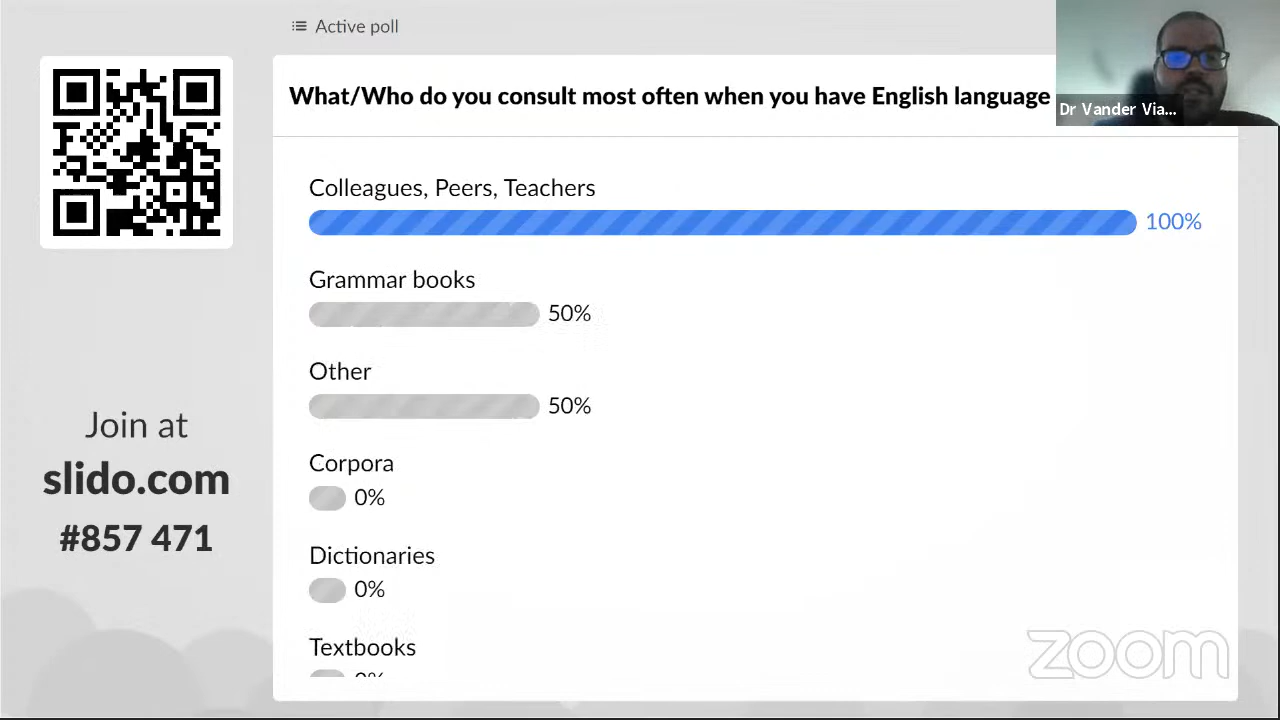 Active poll
What/Who do you consult most often when you have English language
Dr Vander Via...
Colleagues, Peers, Teachers
100%
Grammar books
50%
Other
50%
Corpora
0%
Dictionaries
0%
Textbooks
0%
Join at
slido.com
#857 471
zoom